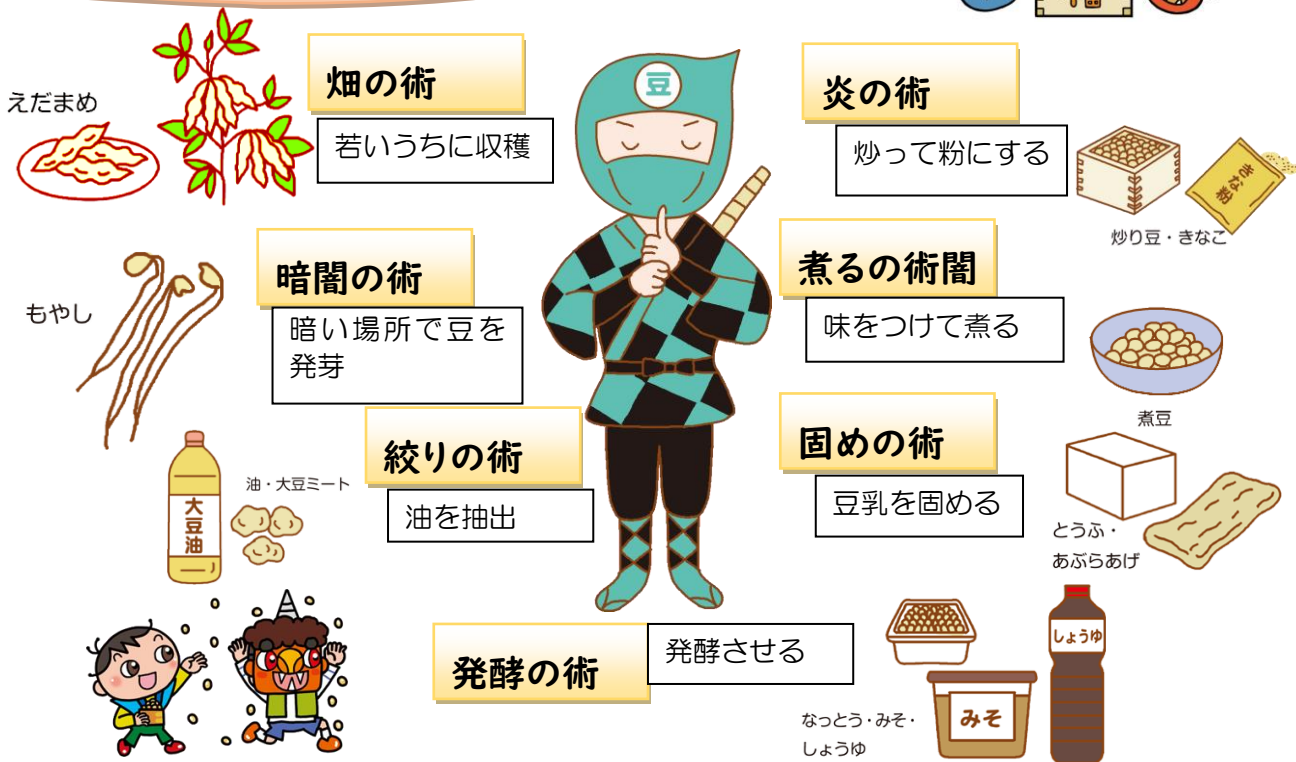 福
畑の術
若いうちに収穫
えだまめ
豆
炎の術
炒って粉にする
きな粉
炒り豆・きなこ
暗闇の術
暗い場所で豆を
発芽
もやし
煮るの術闇
味をつけて煮る
煮豆
絞りの術
油を抽出
油・大豆ミート
大豆油
固めの術
豆乳を固める
とうふ・
あぶらあげ
発酵の術
発酵させる
しょうゆ
みそ
なっとう・みそ・
しょうゆ